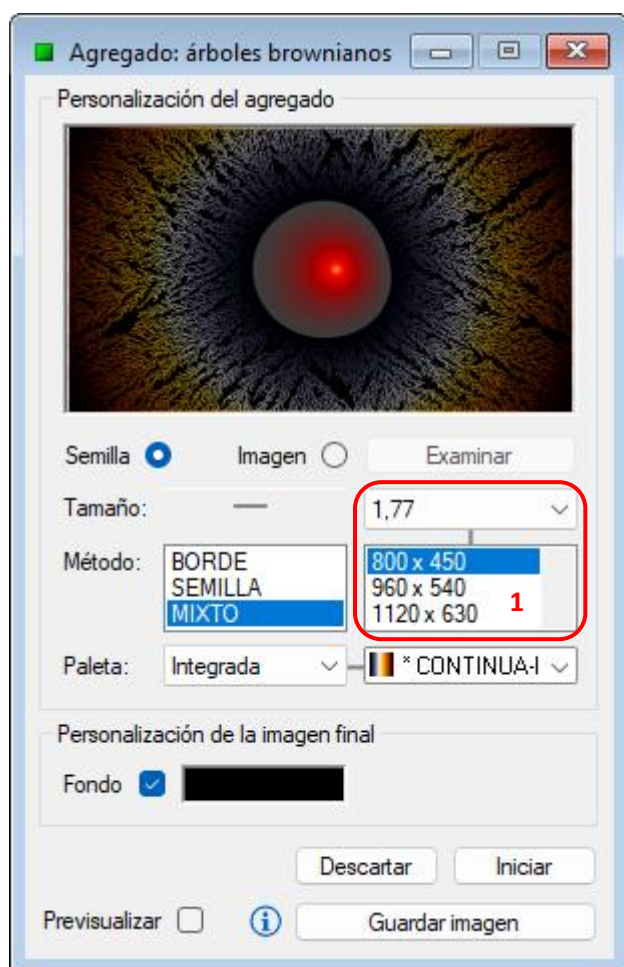 Agregado: árboles brownianos
Personalización del agregado
Semilla Imagen Examinar
Tamaño: 1,77
Método: BORDE 800 x 450
SEMILLA 960 x 540
MIXTO 1120 x 630 1
Paleta: Integrada * CONTINUA-I
Personalización de la imagen final
Fondo
Descartar Iniciar
Previsualizar Guardar imagen